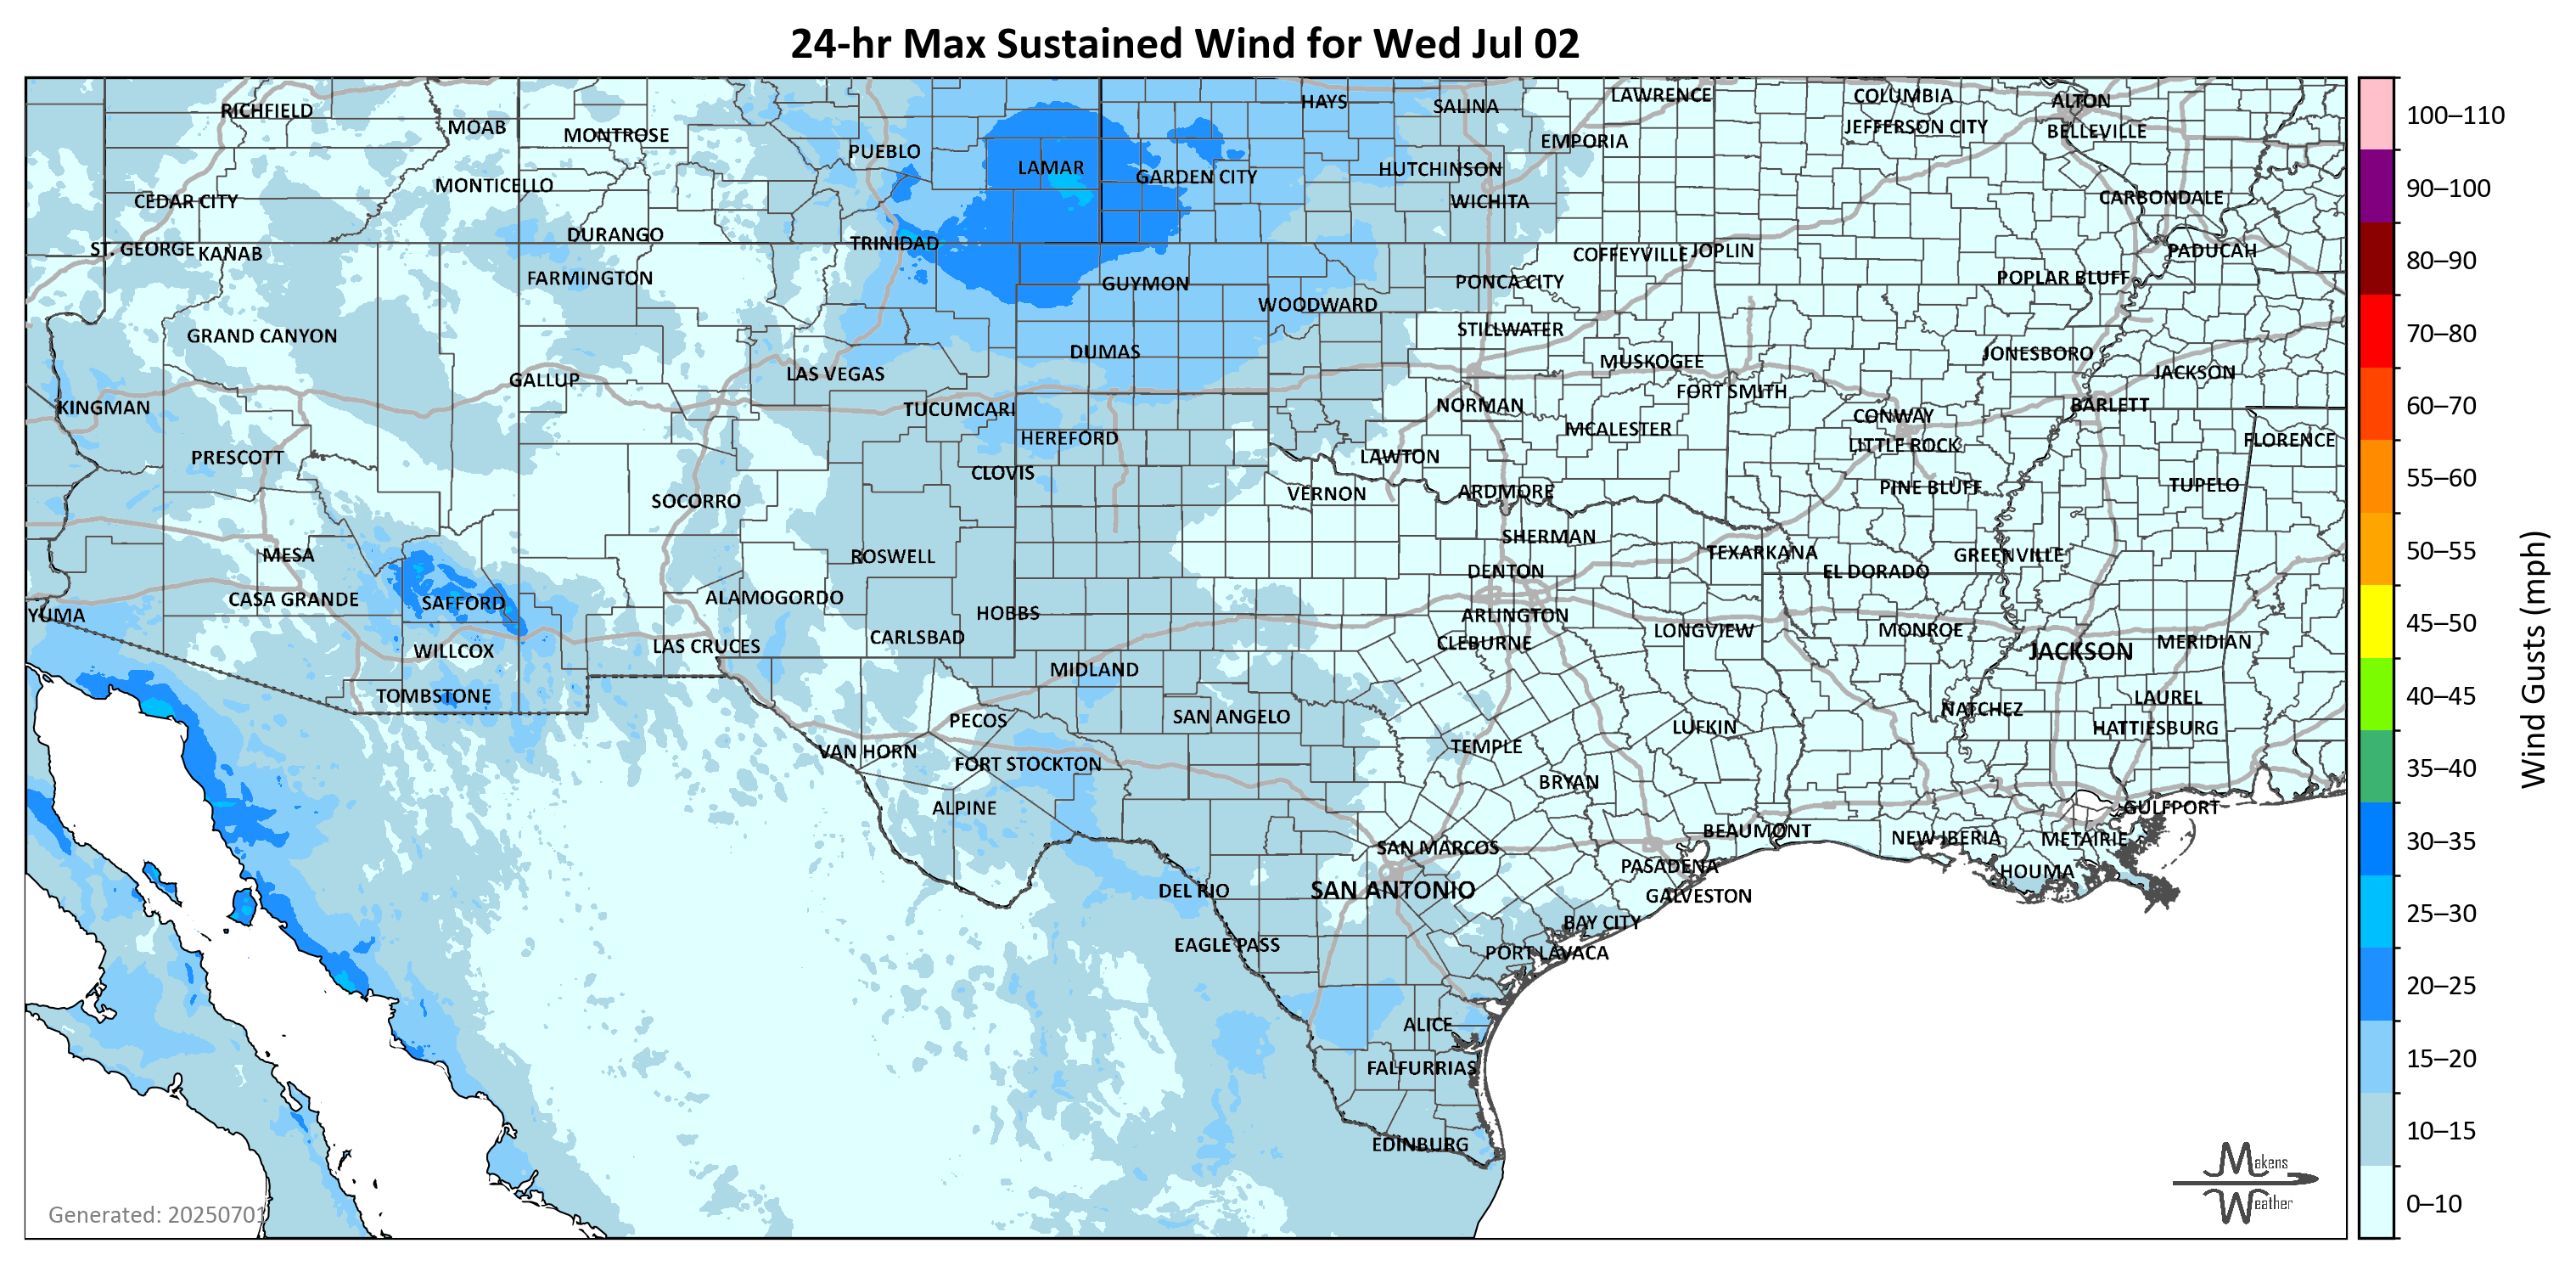 24-hr Max Sustained Wind for Wed Jul 02
RICHFIELD
MOAB
MONTROSE
PUEBLO
LAMAR
GARDEN CITY
HAYS
SALINA
LAWRENCE
EMPORIA
COLUMBIA
JEFFERSON CITY
ALTON
BELLEVILLE
CEDAR CITY
MONTICELLO
HUTCHINSON
WICHITA
CARBONDALE
ST. GEORGE
KANAB
DURANGO
TRINIDAD
FARMINGTON
GUYMON
WOODWARD
PONCA CITY
COFFEYVILLE
JOPLIN
POPLAR BLUFF
PADUCAH
GRAND CANYON
STILLWATER
DUMAS
MUSKOGEE
JONESBORO
GALLUP
LAS VEGAS
FORT SMITH
JACKSON
KINGMAN
TUCUMCARI
NORMAN
CONWAY
BARLETT
HEREFORD
MCALESTER
LITTLE ROCK
FLORENCE
PRESCOTT
CLOVIS
LAWTON
SOCORRO
VERNON
ARDMORE
PINE BLUFF
TUPELO
MESA
ROSWELL
SHERMAN
TEXARKANA
GREENVILLE
DENTON
EL DORADO
CASA GRANDE
SAFFORD
ALAMOGORDO
HOBBS
ARLINGTON
YUMA
WILLCOX
LAS CRUCES
CARLSBAD
CLEBURNE
LONGVIEW
MONROE
JACKSON
MERIDIAN
TOMBSTONE
MIDLAND
PECOS
SAN ANGELO
LUFKIN
NATCHEZ
LAUREL
HATTIESBURG
VAN HORN
FORT STOCKTON
TEMPLE
ALPINE
BRYAN
GULFPORT
SAN MARCOS
BEAUMONT
NEW IBERIA
METAIRIE
DEL RIO
SAN ANTONIO
PASADENA
GALVESTON
HOUMA
EAGLE PASS
BAY CITY
PORT LAVACA
ALICE
FALFURRIAS
EDINBURG
Generated: 20250701
Makens
Weather
100–110
90–100
80–90
70–80
60–70
55–60
50–55
45–50
40–45
35–40
30–35
25–30
20–25
15–20
10–15
0–10
Wind Gusts (mph)